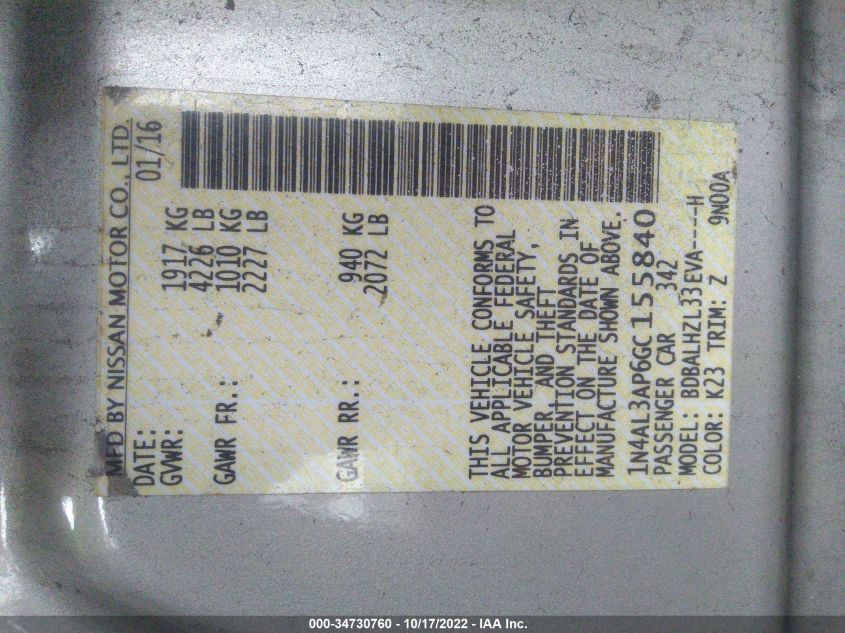 MFD BY NISSAN MOTOR CO., LTD.
DATE: 01/16
GVWR: 1917 KG
4226 LB
GAWR FR.: 1010 KG
2227 LB
GAWR RR.: 940 KG
2072 LB
THIS VEHICLE CONFORMS TO
ALL APPLICABLE FEDERAL
MOTOR VEHICLE SAFETY,
BUMPER, AND THEFT
PREVENTION STANDARDS IN
EFFECT ON THE DATE OF
MANUFACTURE SHOWN ABOVE.
1N4AL3AP6GC155840
PASSENGER CAR 342
MODEL: BDBALHZL33EVA----H
COLOR: K23 TRIM: Z 9N00A
000-34730760 - 10/17/2022 - IAA Inc.